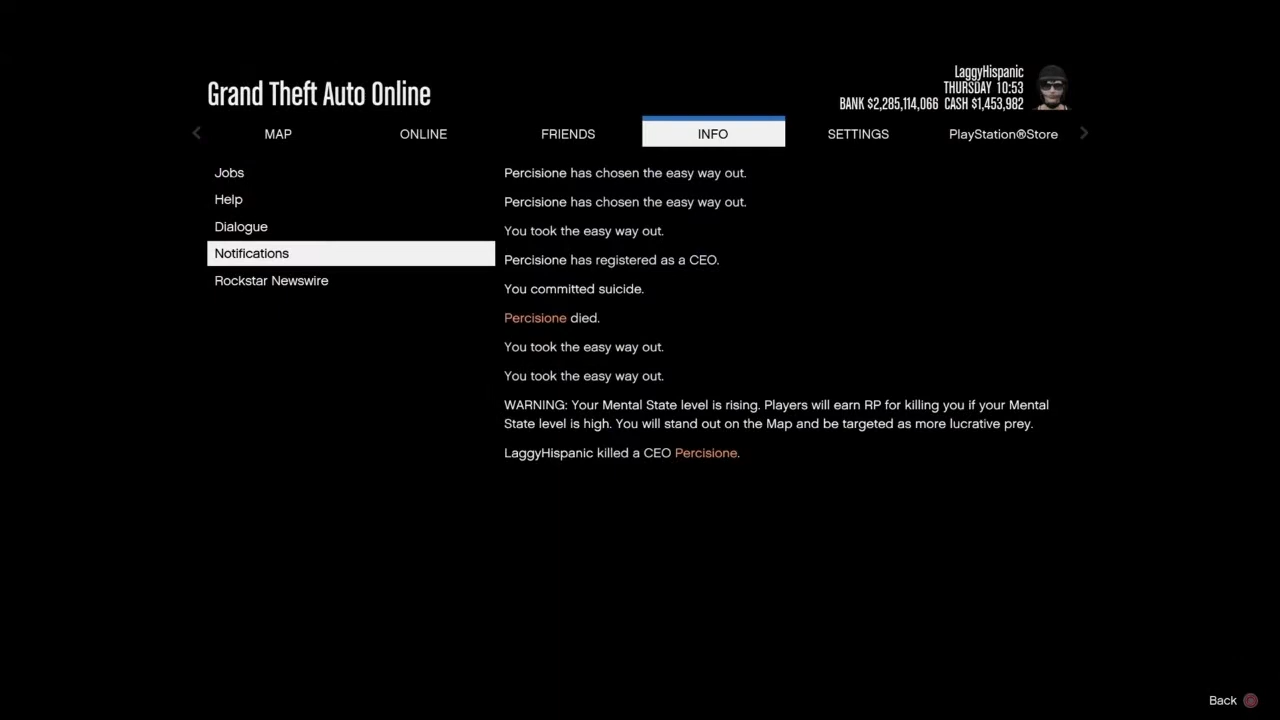 Grand Theft Auto Online
LaggyHispanic
THURSDAY 10:53
BANK $2,285,114,066 CASH $1,453,982
MAP
ONLINE
FRIENDS
INFO
SETTINGS
PlayStation®Store
Jobs
Help
Dialogue
Notifications
Rockstar Newswire
Percisione has chosen the easy way out.
Percisione has chosen the easy way out.
You took the easy way out.
Percisione has registered as a CEO.
You committed suicide.
Percisione died.
You took the easy way out.
You took the easy way out.
WARNING: Your Mental State level is rising. Players will earn RP for killing you if your Mental
State level is high. You will stand out on the Map and be targeted as more lucrative prey.
LaggyHispanic killed a CEO Percisione.
Back